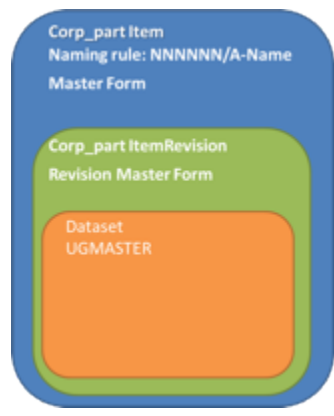 Corp_part Item
Naming rule: NNNNNN/A-Name
Master Form
Corp_part ItemRevision
Revision Master Form
Dataset
UGMASTER